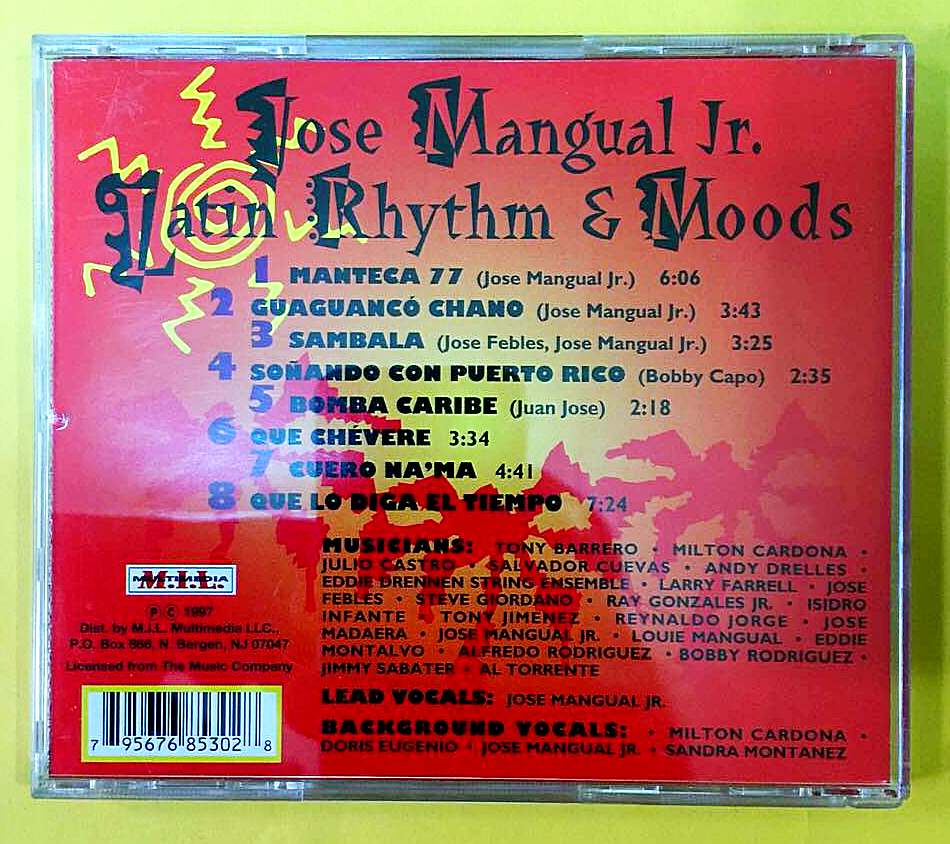 Jose Mangual Jr.
Latin Rhythm & Moods
1 MANTECA 77 (Jose Mangual Jr.) 6:06
2 GUAGUANCÓ CHANO (Jose Mangual Jr.) 3:43
3 SAMBALA (Jose Febles, Jose Mangual Jr.) 3:25
4 SOÑANDO CON PUERTO RICO (Bobby Capo) 2:35
5 BOMBA CARIBE (Juan Jose) 2:18
6 QUE CHÉVERE 3:34
7 CUERO NA'MA 4:41
8 QUE LO DIGA EL TIEMPO 7:24
MUSICIANS: TONY BARRERO • MILTON CARDONA •
JULIO CASTRO • SALVADOR CUEVAS • ANDY DRELLES •
EDDIE DRENNEN STRING ENSEMBLE • LARRY FARRELL • JOSE
FEBLES • STEVE GIORDANO • RAY GONZALES JR. • ISIDRO
INFANTE • TONY JIMENEZ • REYNALDO JORGE • JOSE
MADAERA • JOSE MANGUAL JR. • LOUIE MANGUAL • EDDIE
MONTALVO • ALFREDO RODRIGUEZ • BOBBY RODRIGUEZ •
JIMMY SABATER • AL TORRENTE
LEAD VOCALS: JOSE MANGUAL JR.
BACKGROUND VOCALS: • MILTON CARDONA •
DORIS EUGENIO • JOSE MANGUAL JR. • SANDRA MONTANEZ
M.I.L. MULTIMEDIA
P C 1997
Dist. by M.I.L. Multimedia LLC.,
P.O. Box 866, N. Bergen, NJ 07047
Licensed from The Music Company
7 95676 85302 8